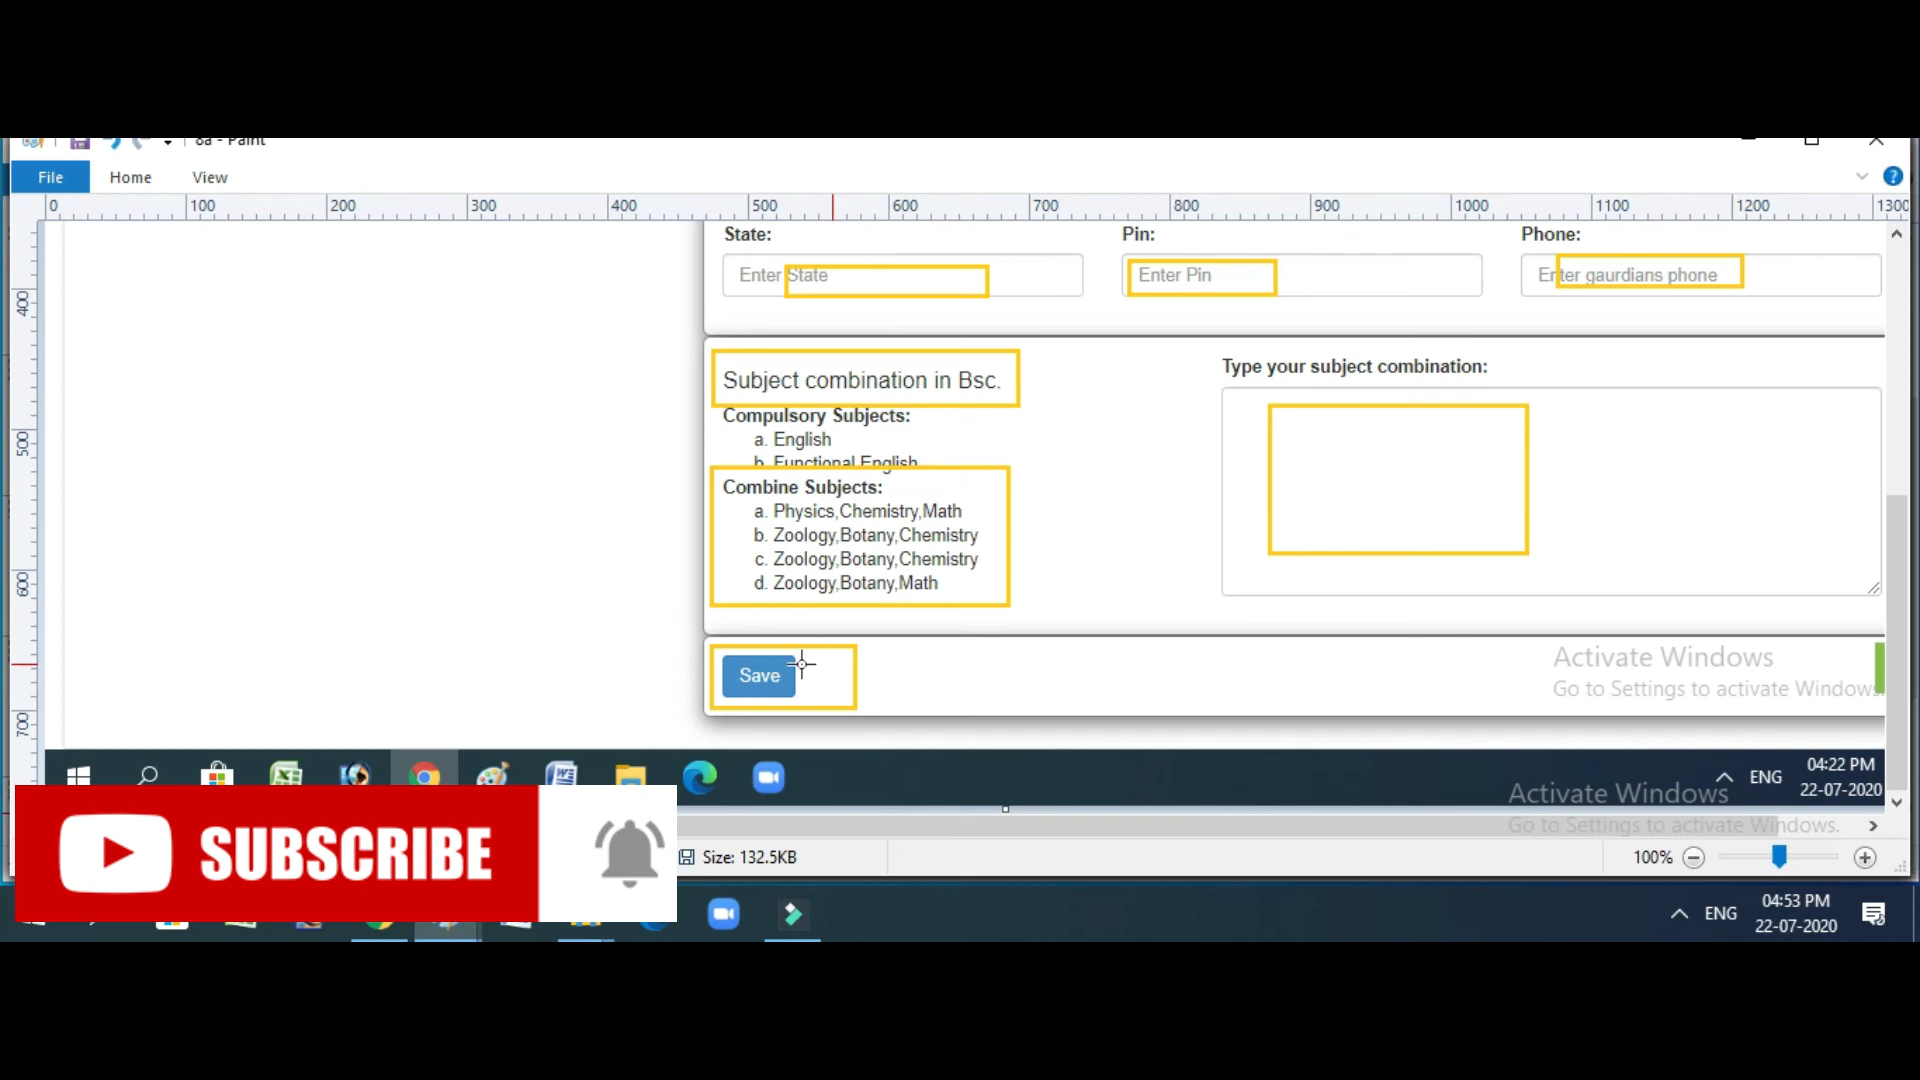 8a - Paint
File Home View
0 100 200 300 400 500 600 700 800 900 1000 1100 1200 1300
State: Pin: Phone:
Enter State Enter Pin Enter gaurdians phone
400
Subject combination in Bsc. Type your subject combination:
Compulsory Subjects:
a. English
500
b. Functional English
Combine Subjects:
a. Physics,Chemistry,Math
b. Zoology,Botany,Chemistry
c. Zoology,Botany,Chemistry
d. Zoology,Botany,Math
600
Save
Activate Windows
Go to Settings to activate Windows.
700
ENG 04:22 PM
22-07-2020
Activate Windows
Go to Settings to activate Windows.
SUBSCRIBE
Size: 132.5KB 100%
ENG 04:53 PM
22-07-2020